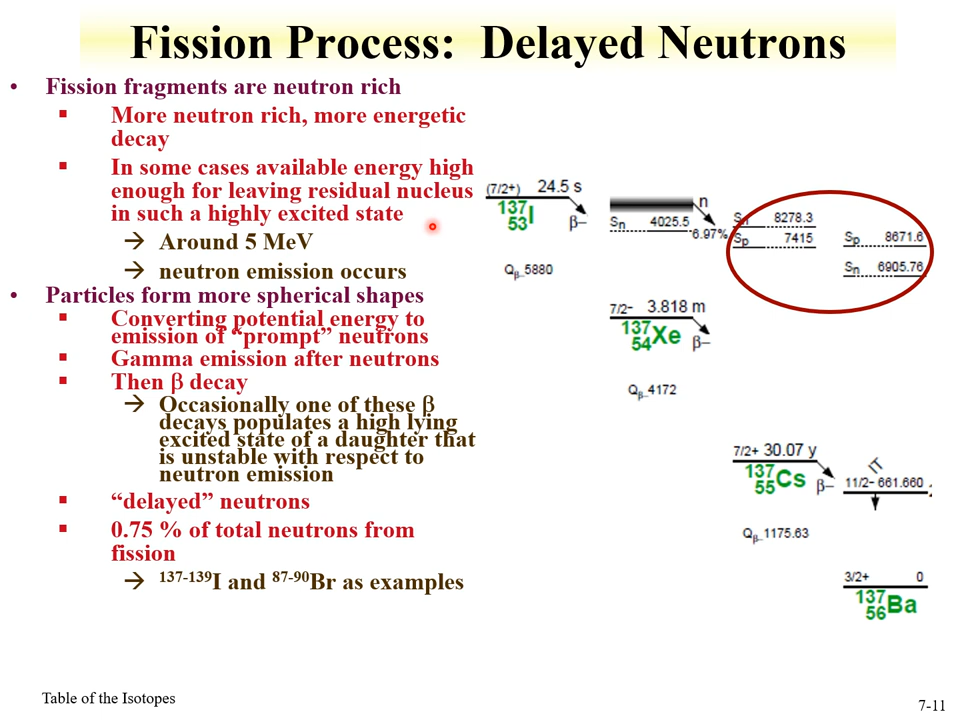 Fission Process: Delayed Neutrons
• Fission fragments are neutron rich
▪ More neutron rich, more energetic
decay
▪ In some cases available energy high
enough for leaving residual nucleus
in such a highly excited state
→ Around 5 MeV
→ neutron emission occurs
• Particles form more spherical shapes
▪ Converting potential energy to
emission of “prompt” neutrons
▪ Gamma emission after neutrons
▪ Then β decay
→ Occasionally one of these β
decays populates a high lying
excited state of a daughter that
is unstable with respect to
neutron emission
▪ “delayed” neutrons
▪ 0.75 % of total neutrons from
fission
→ 137-139I and 87-90Br as examples
(7/2+) 24.5 s
137 53 I β−
Qβ−5880
n
Sn 4025.5
6.97%
7/2− 3.818 m
137 54 Xe β−
Qβ−4172
Sn 8278.3
Sp 7415
Sp 8671.6
Sn 6905.76
7/2+ 30.07 y
137 55 Cs β−
Qβ−1175.63
IT
11/2− 661.660
3/2+ 0
137 56 Ba
Table of the Isotopes
7-11